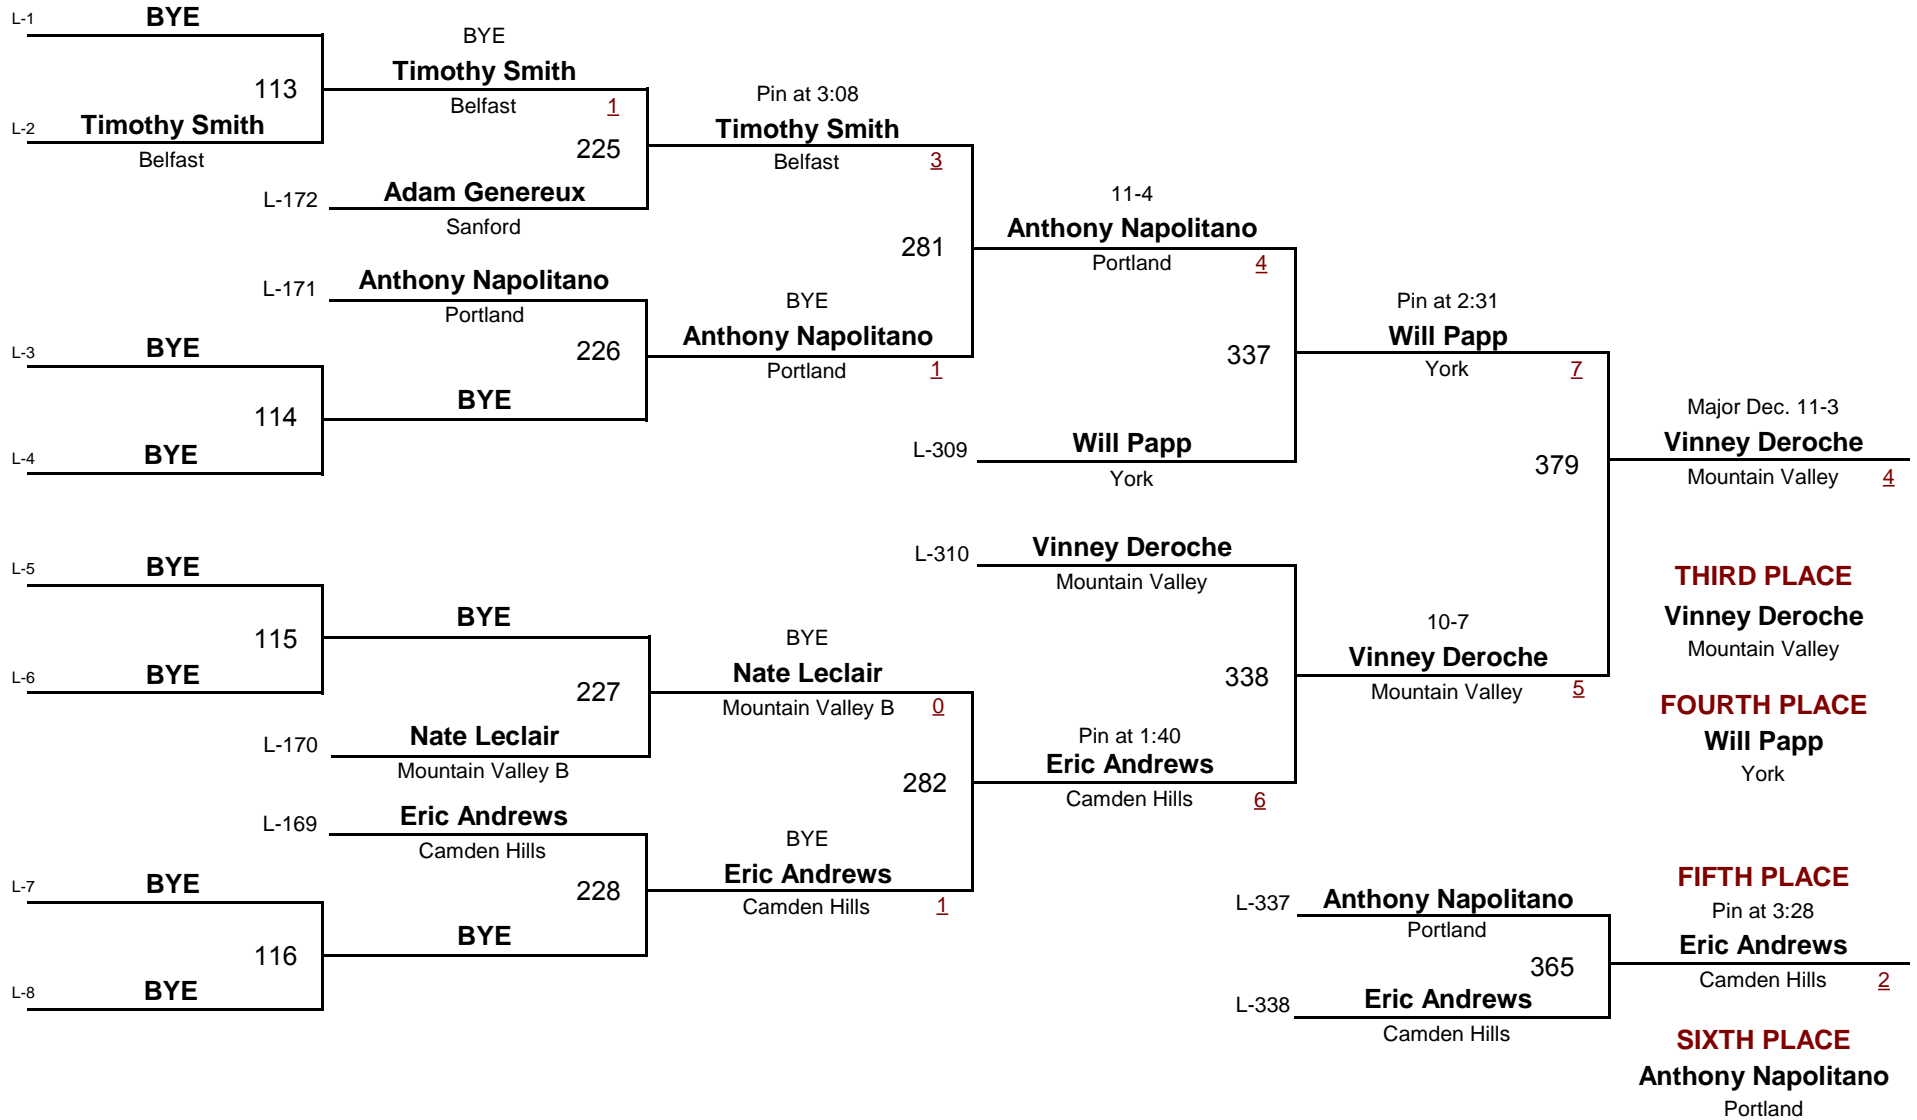 L-1
BYE
113
L-2
Timothy Smith
Belfast
BYE
Timothy Smith
Belfast
1
225
L-172
Adam Genereux
Sanford
Pin at 3:08
Timothy Smith
Belfast
3
L-171
Anthony Napolitano
Portland
L-3
BYE
114
L-4
BYE
226
BYE
BYE
Anthony Napolitano
Portland
1
281
11-4
Anthony Napolitano
Portland
4
337
L-309
Will Papp
York
Pin at 2:31
Will Papp
York
7
L-5
BYE
115
L-6
BYE
BYE
227
L-170
Nate Leclair
Mountain Valley B
BYE
Nate Leclair
Mountain Valley B
0
L-169
Eric Andrews
Camden Hills
L-7
BYE
116
L-8
BYE
228
BYE
BYE
Eric Andrews
Camden Hills
1
282
L-310
Vinney Deroche
Mountain Valley
338
Pin at 1:40
Eric Andrews
Camden Hills
6
10-7
Vinney Deroche
Mountain Valley
5
379
Major Dec. 11-3
Vinney Deroche
Mountain Valley
4
THIRD PLACE
Vinney Deroche
Mountain Valley
FOURTH PLACE
Will Papp
York
L-337
Anthony Napolitano
Portland
365
L-338
Eric Andrews
Camden Hills
FIFTH PLACE
Pin at 3:28
Eric Andrews
Camden Hills
2
SIXTH PLACE
Anthony Napolitano
Portland